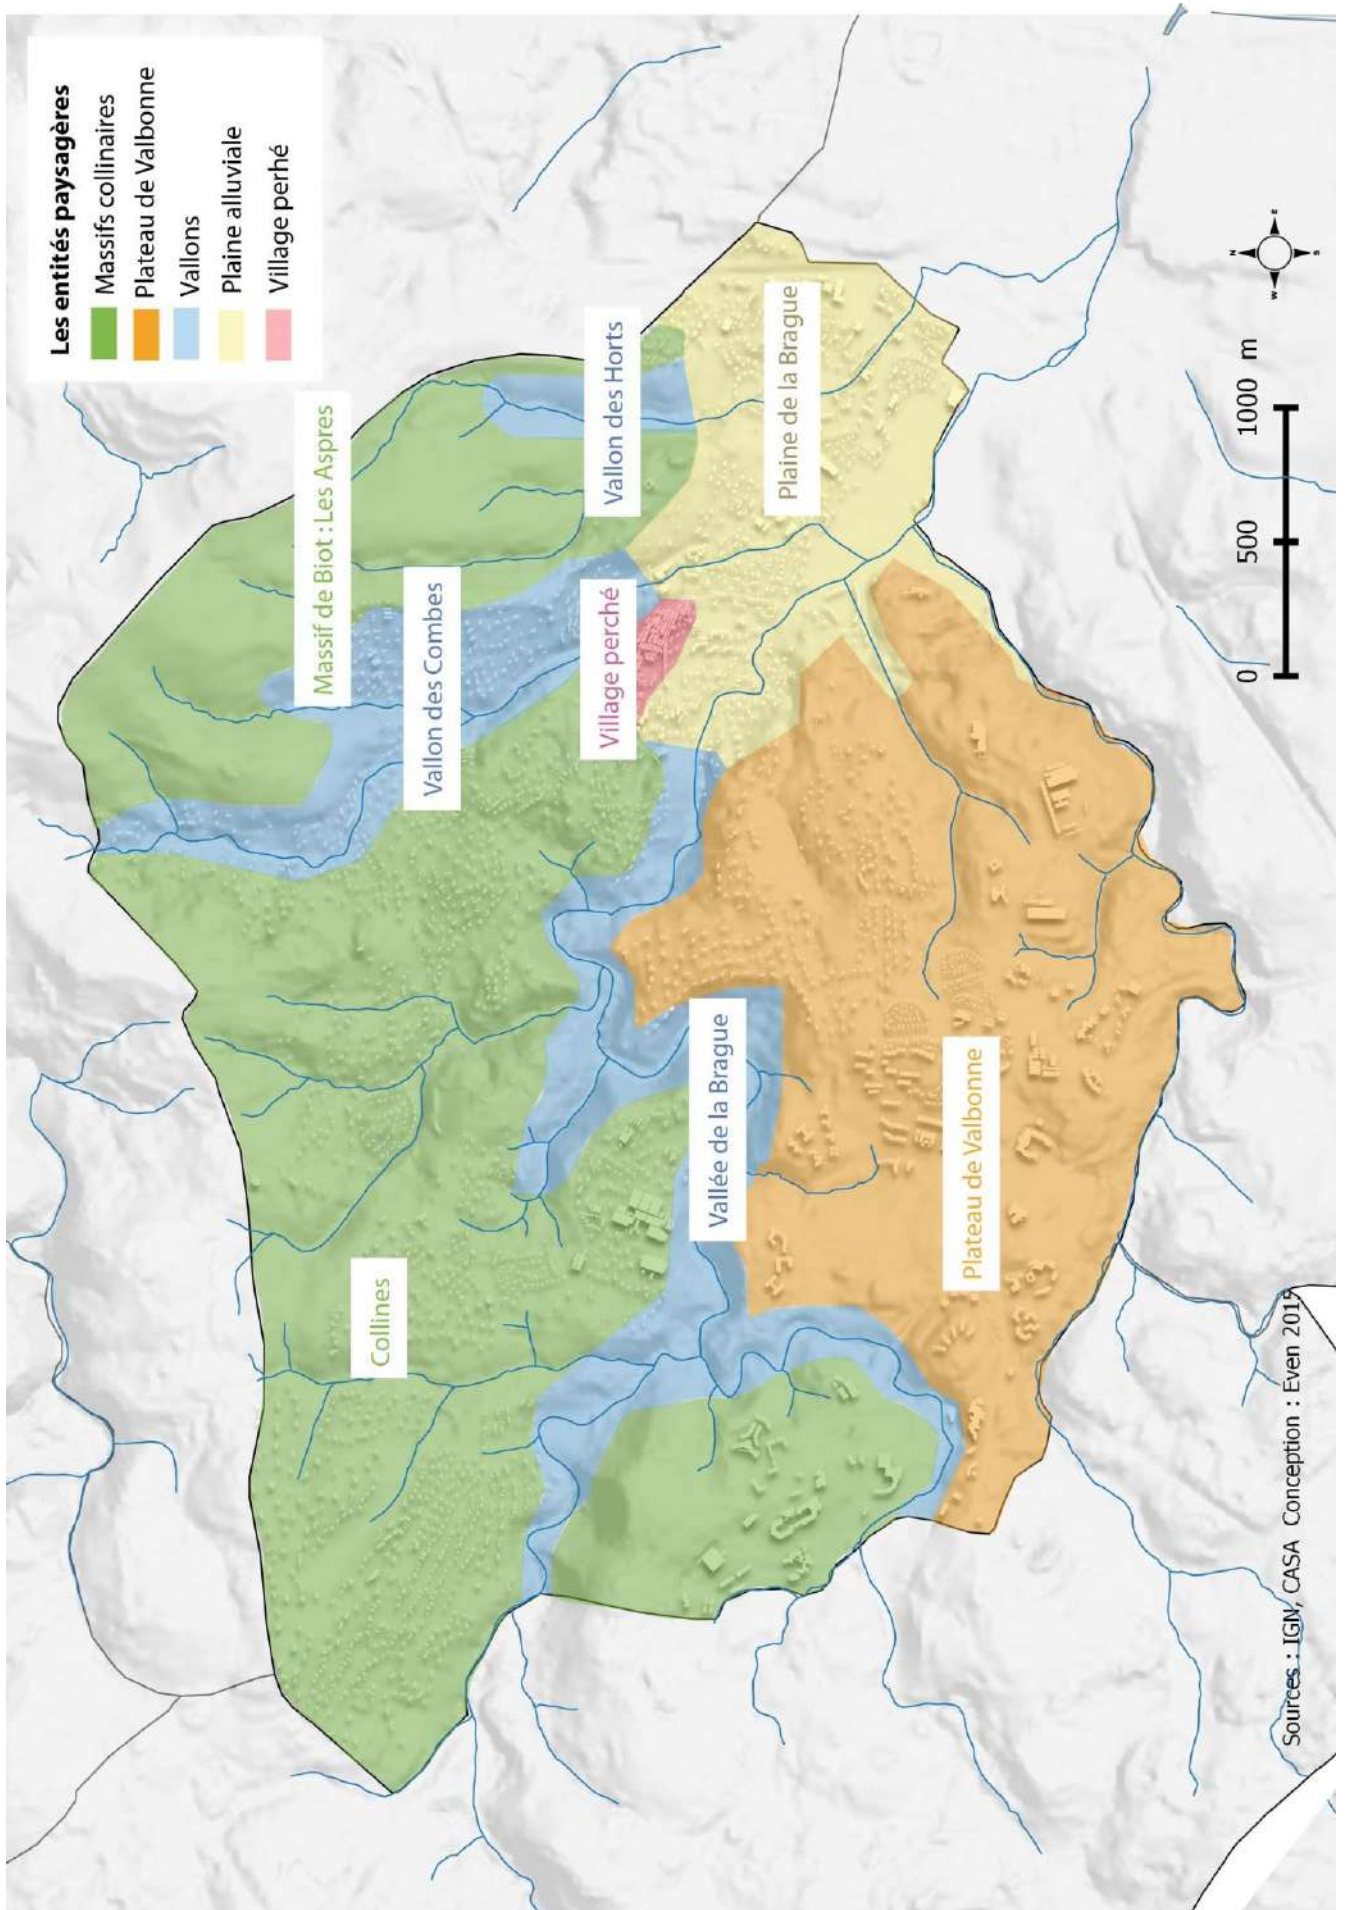 Les entités paysagères
Massifs collinaires
Plateau de Valbonne
Vallons
Plaine alluviale
Village perhé
Massif de Biot : Les Aspres
Vallon des Combes
Vallon des Horts
Collines
Village perché
Plaine de la Brague
Vallée de la Brague
Plateau de Valbonne
N
W
E
S
0 500 1000 m
Sources : IGN, CASA Conception : Even 2015